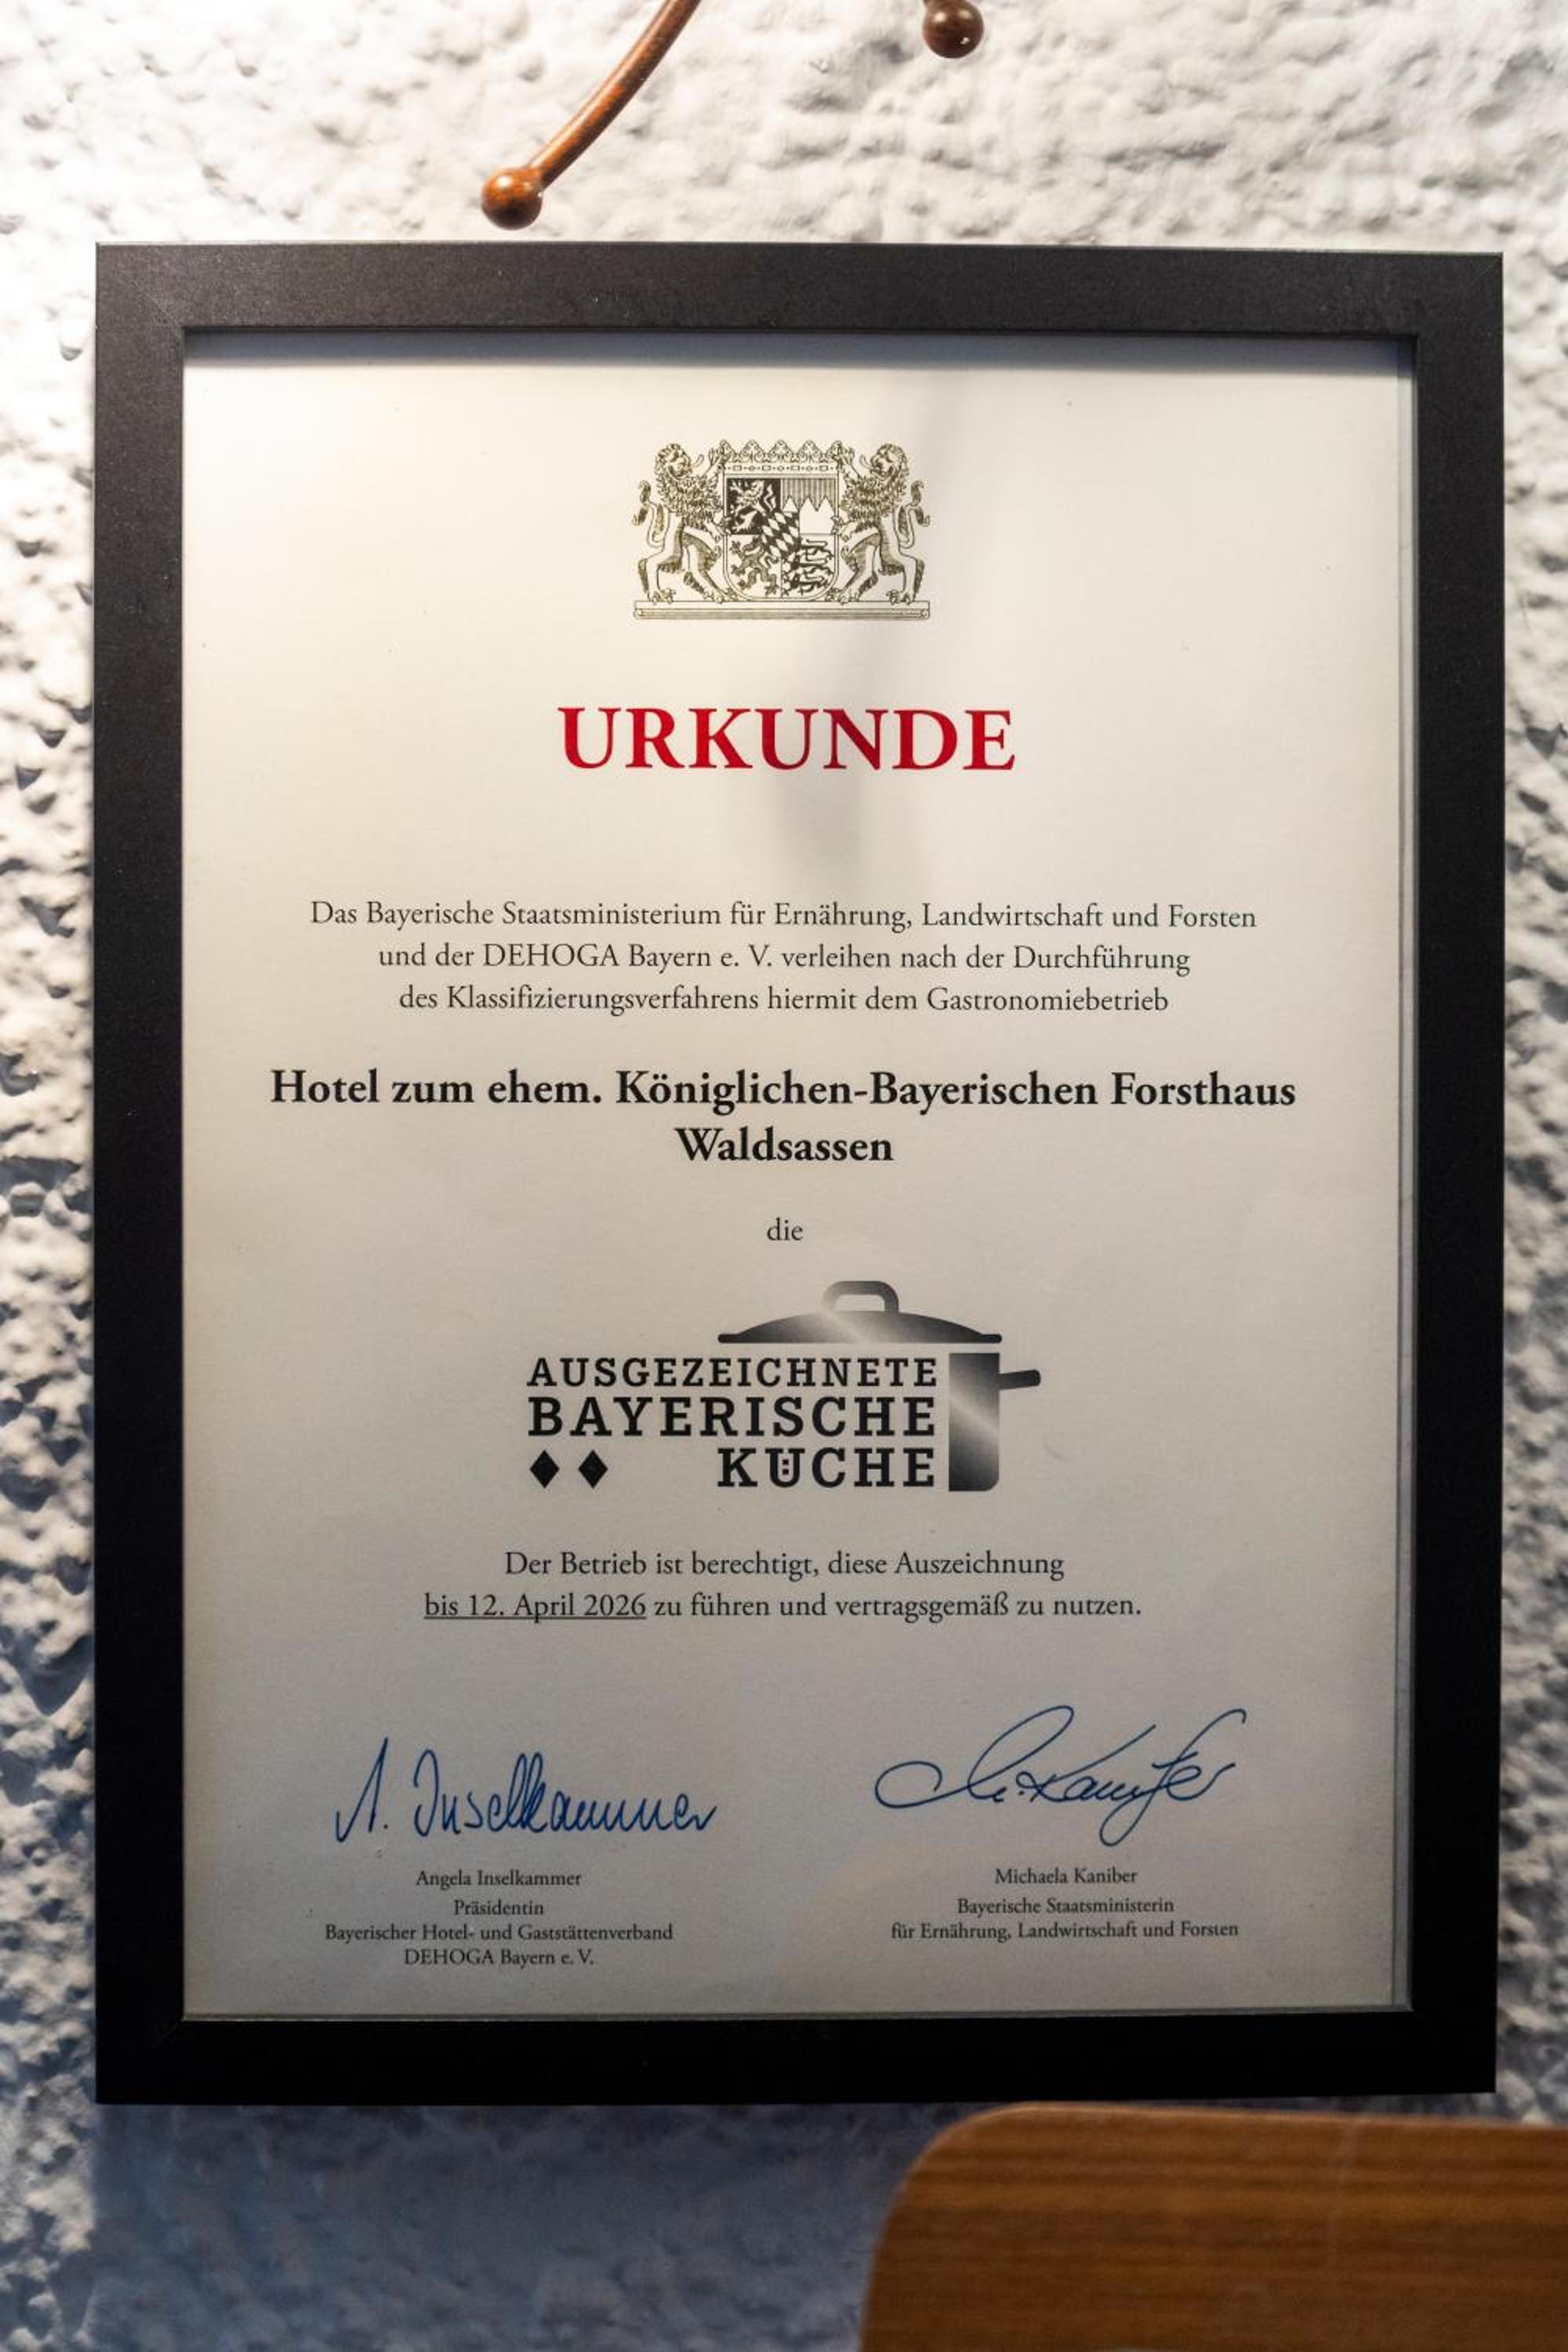 URKUNDE
Das Bayerische Staatsministerium für Ernährung, Landwirtschaft und Forsten
und der DEHOGA Bayern e. V. verleihen nach der Durchführung
des Klassifizierungsverfahrens hiermit dem Gastronomiebetrieb
Hotel zum ehem. Königlichen-Bayerischen Forsthaus
Waldsassen
die
AUSGEZEICHNETE
BAYERISCHE
KÜCHE
Der Betrieb ist berechtigt, diese Auszeichnung
bis 12. April 2026 zu führen und vertragsgemäß zu nutzen.
A. Inselkammer
M. Kaniber
Angela Inselkammer
Präsidentin
Bayerischer Hotel- und Gaststättenverband
DEHOGA Bayern e. V.
Michaela Kaniber
Bayerische Staatsministerin
für Ernährung, Landwirtschaft und Forsten